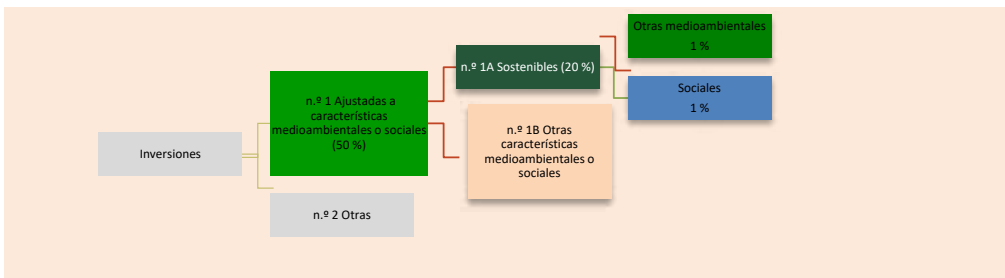 Inversiones
n.º 1 Ajustadas a
características
medioambientales o sociales
(50 %)
n.º 2 Otras
n.º 1A Sostenibles (20 %)
n.º 1B Otras
características
medioambientales o
sociales
Otras medioambientales
1 %
Sociales
1 %